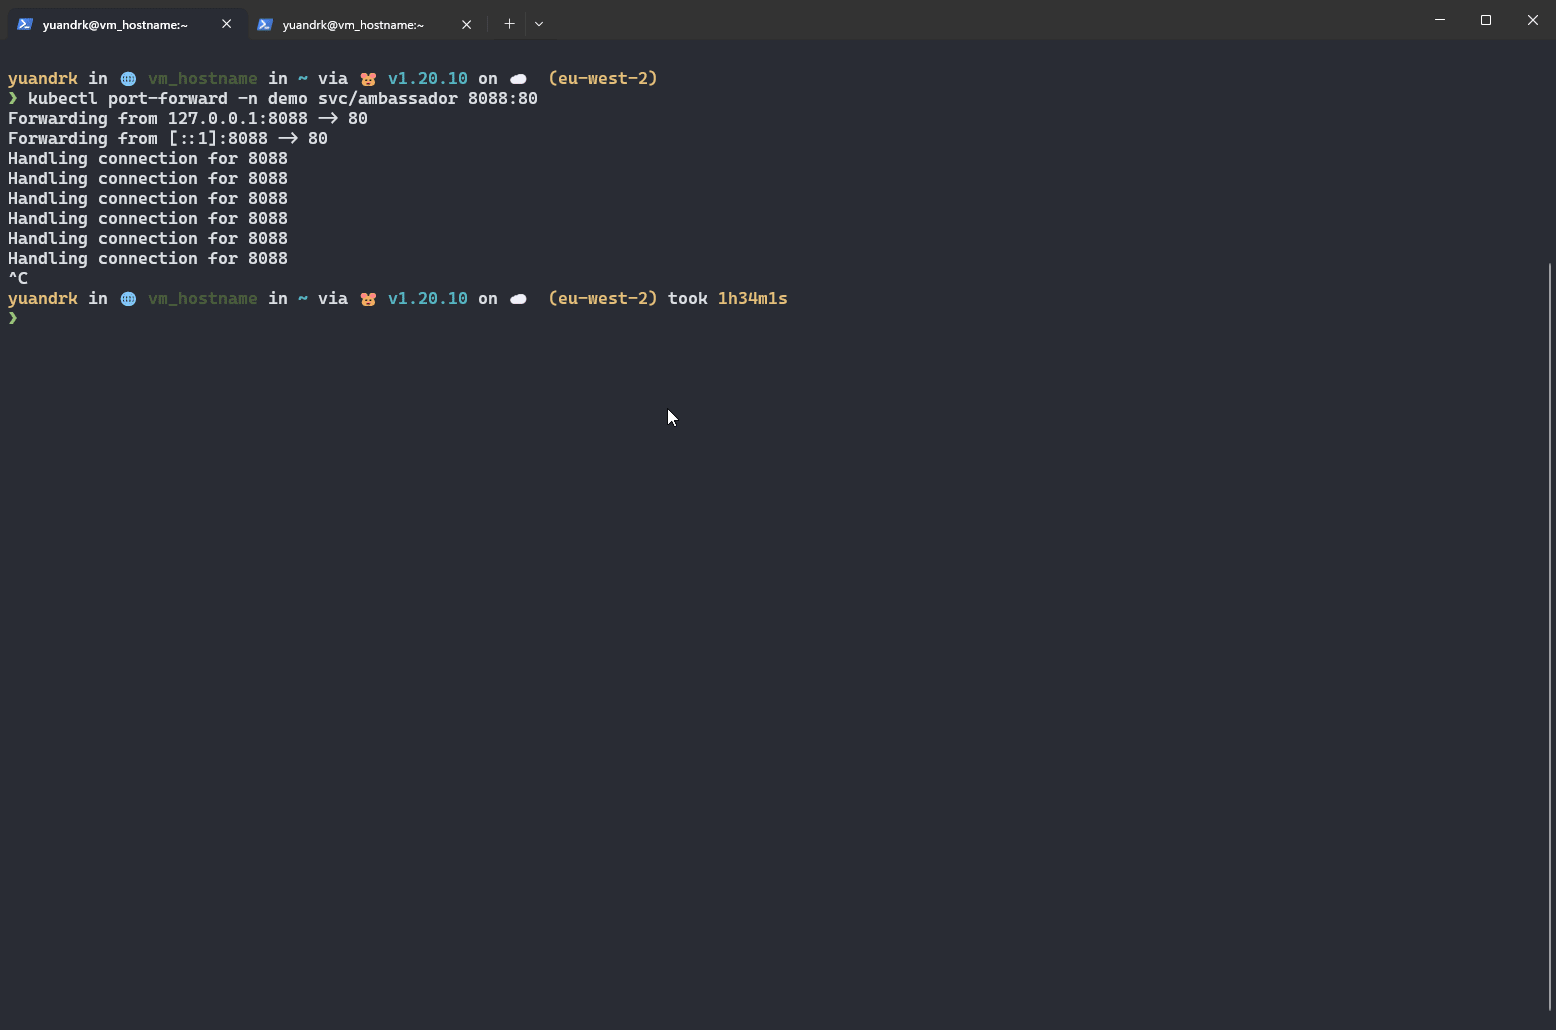 yuandrk@vm_hostname:~
yuandrk@vm_hostname:~
yuandrk in 🌐 vm_hostname in ~ via 🐹 v1.20.10 on ☁️ (eu-west-2)
❯ kubectl port-forward -n demo svc/ambassador 8088:80
Forwarding from 127.0.0.1:8088 -> 80
Forwarding from [::1]:8088 -> 80
Handling connection for 8088
Handling connection for 8088
Handling connection for 8088
Handling connection for 8088
Handling connection for 8088
Handling connection for 8088
^C
yuandrk in 🌐 vm_hostname in ~ via 🐹 v1.20.10 on ☁️ (eu-west-2) took 1h34m1s
❯